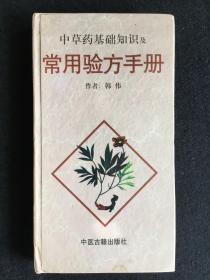 中草药基础知识及
常用验方手册
作者：韩伟
中医古籍出版社